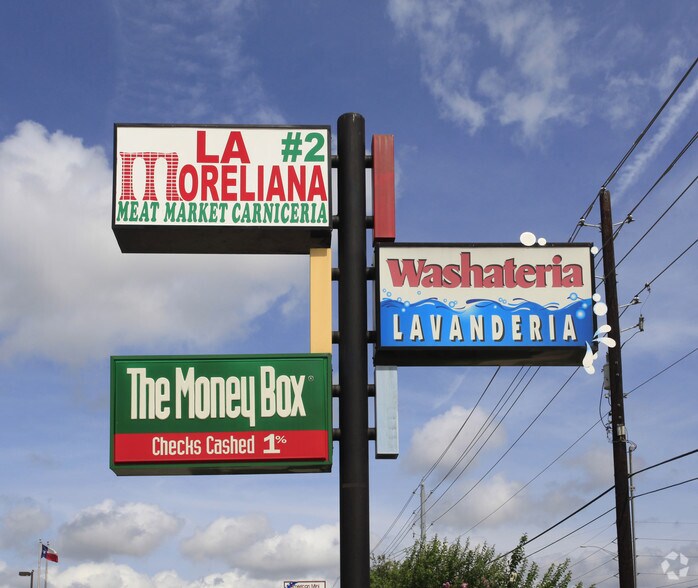 LA #2
MORELIANA
MEAT MARKET CARNICERIA
Washateria
LAVANDERIA
The Money Box®
Checks Cashed 1%